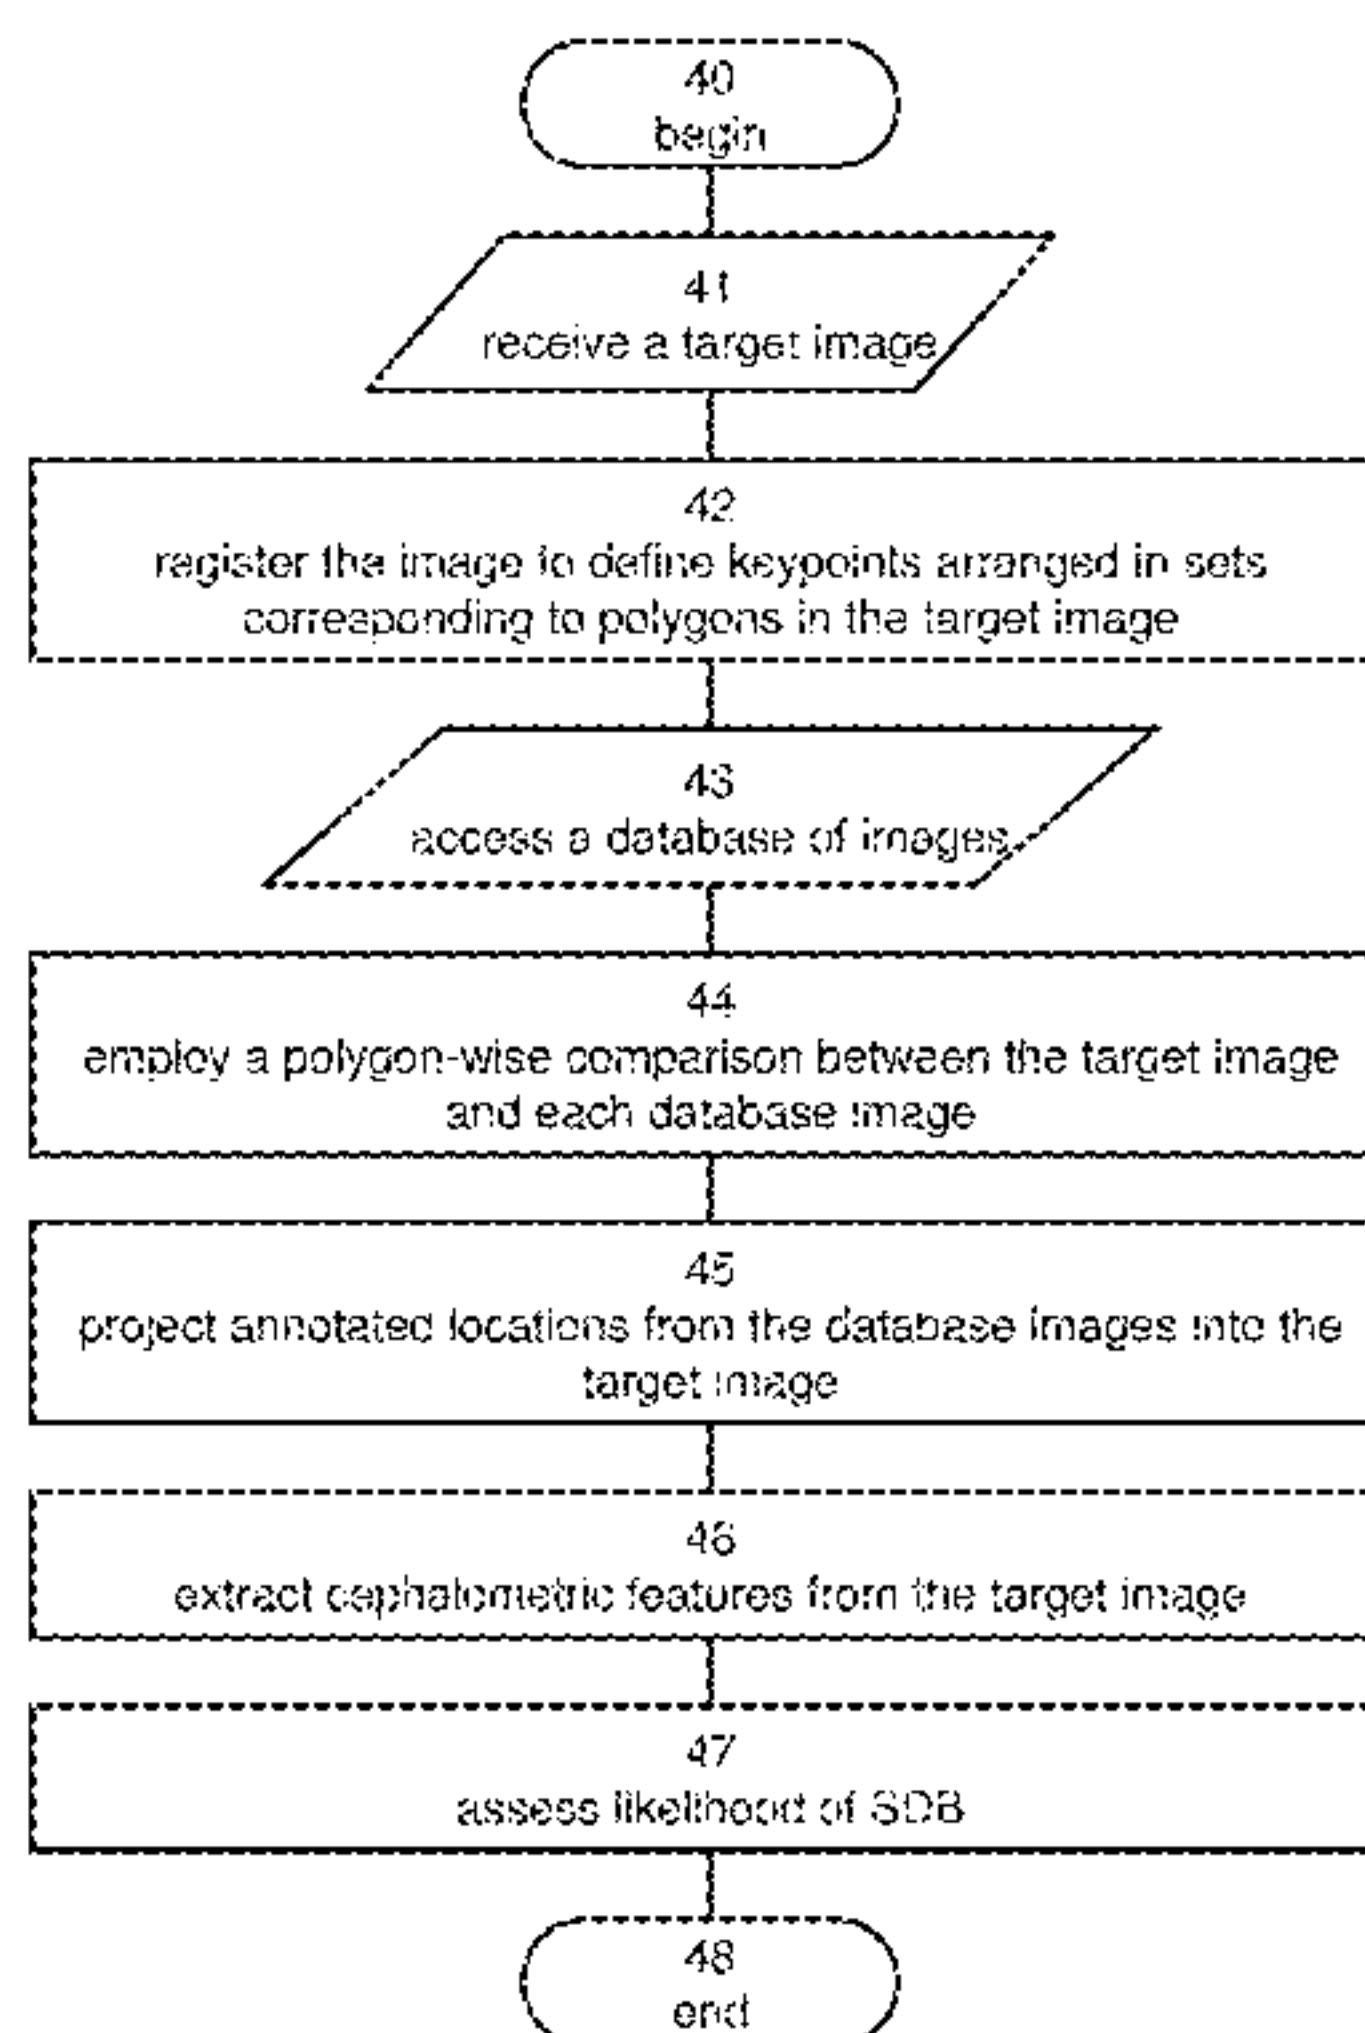 40
begin
41
receive a target image
42
register the image to define keypoints arranged in sets
corresponding to polygons in the target image
43
access a database of images
44
employ a polygon-wise comparison between the target image
and each database image
45
project annotated locations from the database images into the
target image
46
extract cephalometric features from the target image
47
assess likelihood of SDB
48
end